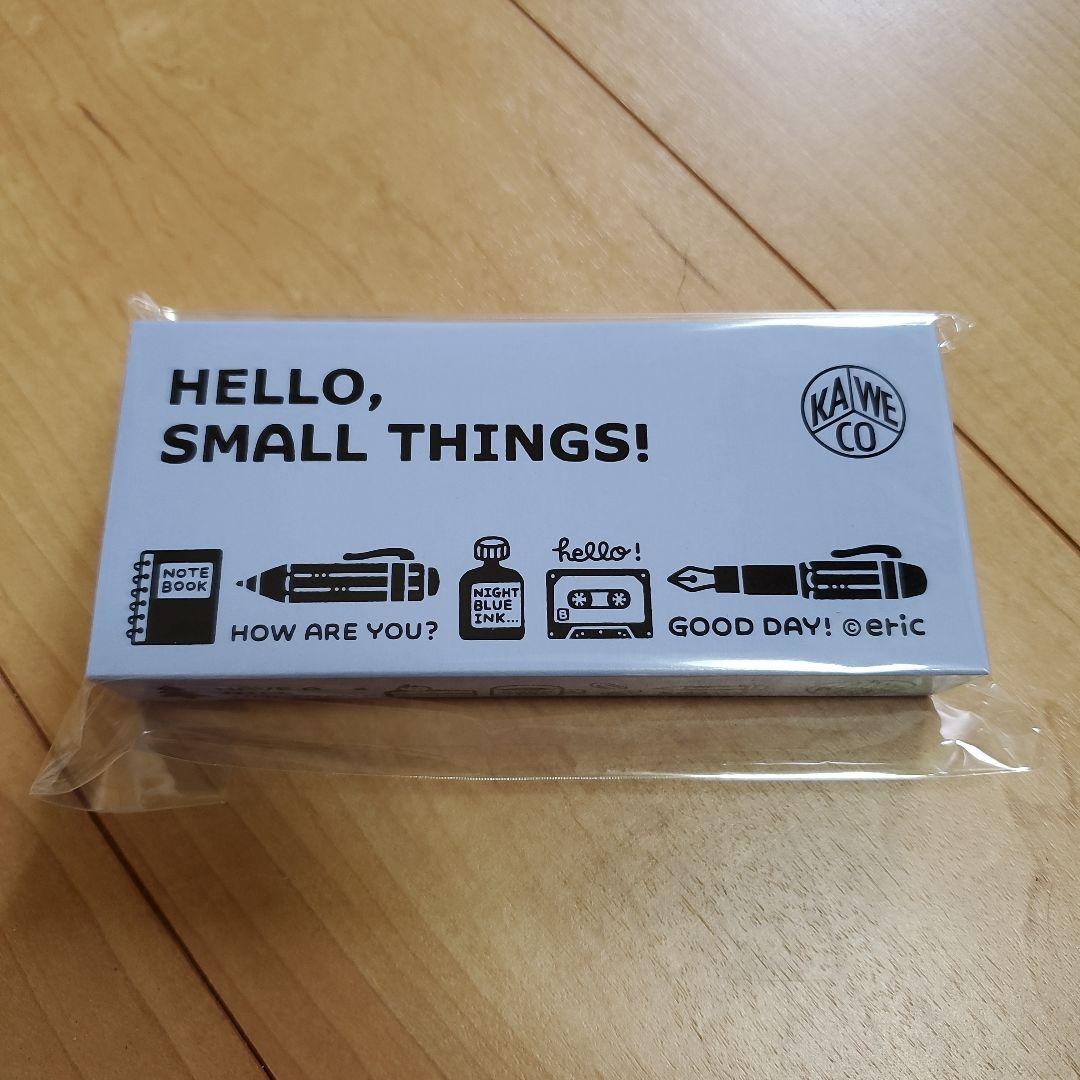 HELLO,
SMALL THINGS!
KA WE
CO
NOTE
BOOK
HOW ARE YOU?
NIGHT
BLUE
INK...
hello!
B
GOOD DAY! ©eric